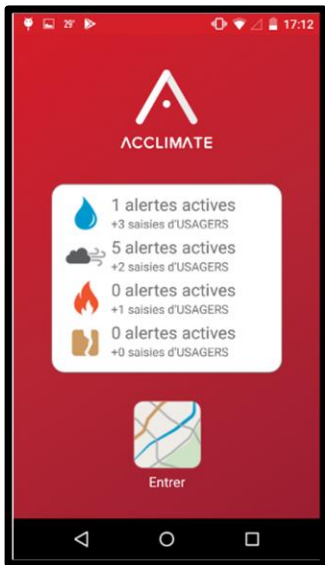 29° 17:12
ACCLIMATE
1 alertes actives
+3 saisies d'USAGERS
5 alertes actives
+2 saisies d'USAGERS
0 alertes actives
+1 saisies d'USAGERS
0 alertes actives
+0 saisies d'USAGERS
Entrer